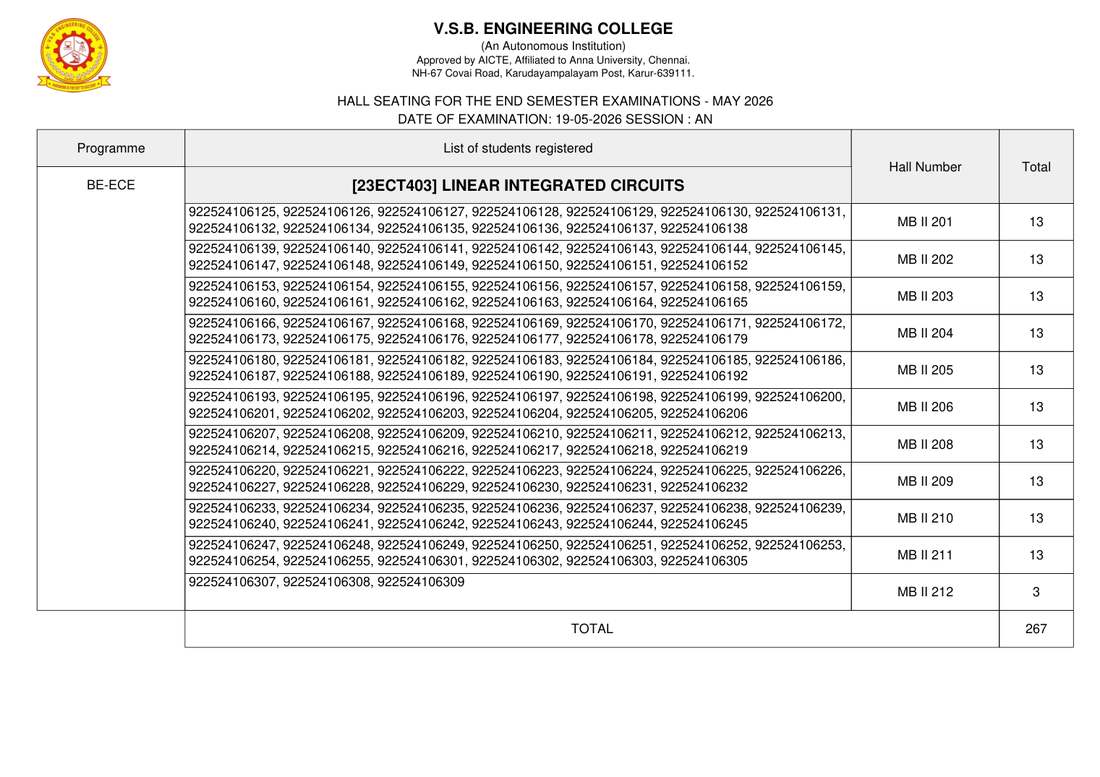 V.S.B. ENGINEERING COLLEGE
(An Autonomous Institution)
Approved by AICTE, Affiliated to Anna University, Chennai.
NH-67 Covai Road, Karudayampalayam Post, Karur-639111.
HALL SEATING FOR THE END SEMESTER EXAMINATIONS - MAY 2026
DATE OF EXAMINATION: 19-05-2026 SESSION : AN
Programme
List of students registered
Hall Number
Total
BE-ECE
[23ECT403] LINEAR INTEGRATED CIRCUITS
922524106125, 922524106126, 922524106127, 922524106128, 922524106129, 922524106130, 922524106131,
922524106132, 922524106134, 922524106135, 922524106136, 922524106137, 922524106138
MB II 201
13
922524106139, 922524106140, 922524106141, 922524106142, 922524106143, 922524106144, 922524106145,
922524106147, 922524106148, 922524106149, 922524106150, 922524106151, 922524106152
MB II 202
13
922524106153, 922524106154, 922524106155, 922524106156, 922524106157, 922524106158, 922524106159,
922524106160, 922524106161, 922524106162, 922524106163, 922524106164, 922524106165
MB II 203
13
922524106166, 922524106167, 922524106168, 922524106169, 922524106170, 922524106171, 922524106172,
922524106173, 922524106175, 922524106176, 922524106177, 922524106178, 922524106179
MB II 204
13
922524106180, 922524106181, 922524106182, 922524106183, 922524106184, 922524106185, 922524106186,
922524106187, 922524106188, 922524106189, 922524106190, 922524106191, 922524106192
MB II 205
13
922524106193, 922524106195, 922524106196, 922524106197, 922524106198, 922524106199, 922524106200,
922524106201, 922524106202, 922524106203, 922524106204, 922524106205, 922524106206
MB II 206
13
922524106207, 922524106208, 922524106209, 922524106210, 922524106211, 922524106212, 922524106213,
922524106214, 922524106215, 922524106216, 922524106217, 922524106218, 922524106219
MB II 208
13
922524106220, 922524106221, 922524106222, 922524106223, 922524106224, 922524106225, 922524106226,
922524106227, 922524106228, 922524106229, 922524106230, 922524106231, 922524106232
MB II 209
13
922524106233, 922524106234, 922524106235, 922524106236, 922524106237, 922524106238, 922524106239,
922524106240, 922524106241, 922524106242, 922524106243, 922524106244, 922524106245
MB II 210
13
922524106247, 922524106248, 922524106249, 922524106250, 922524106251, 922524106252, 922524106253,
922524106254, 922524106255, 922524106301, 922524106302, 922524106303, 922524106305
MB II 211
13
922524106307, 922524106308, 922524106309
MB II 212
3
TOTAL
267